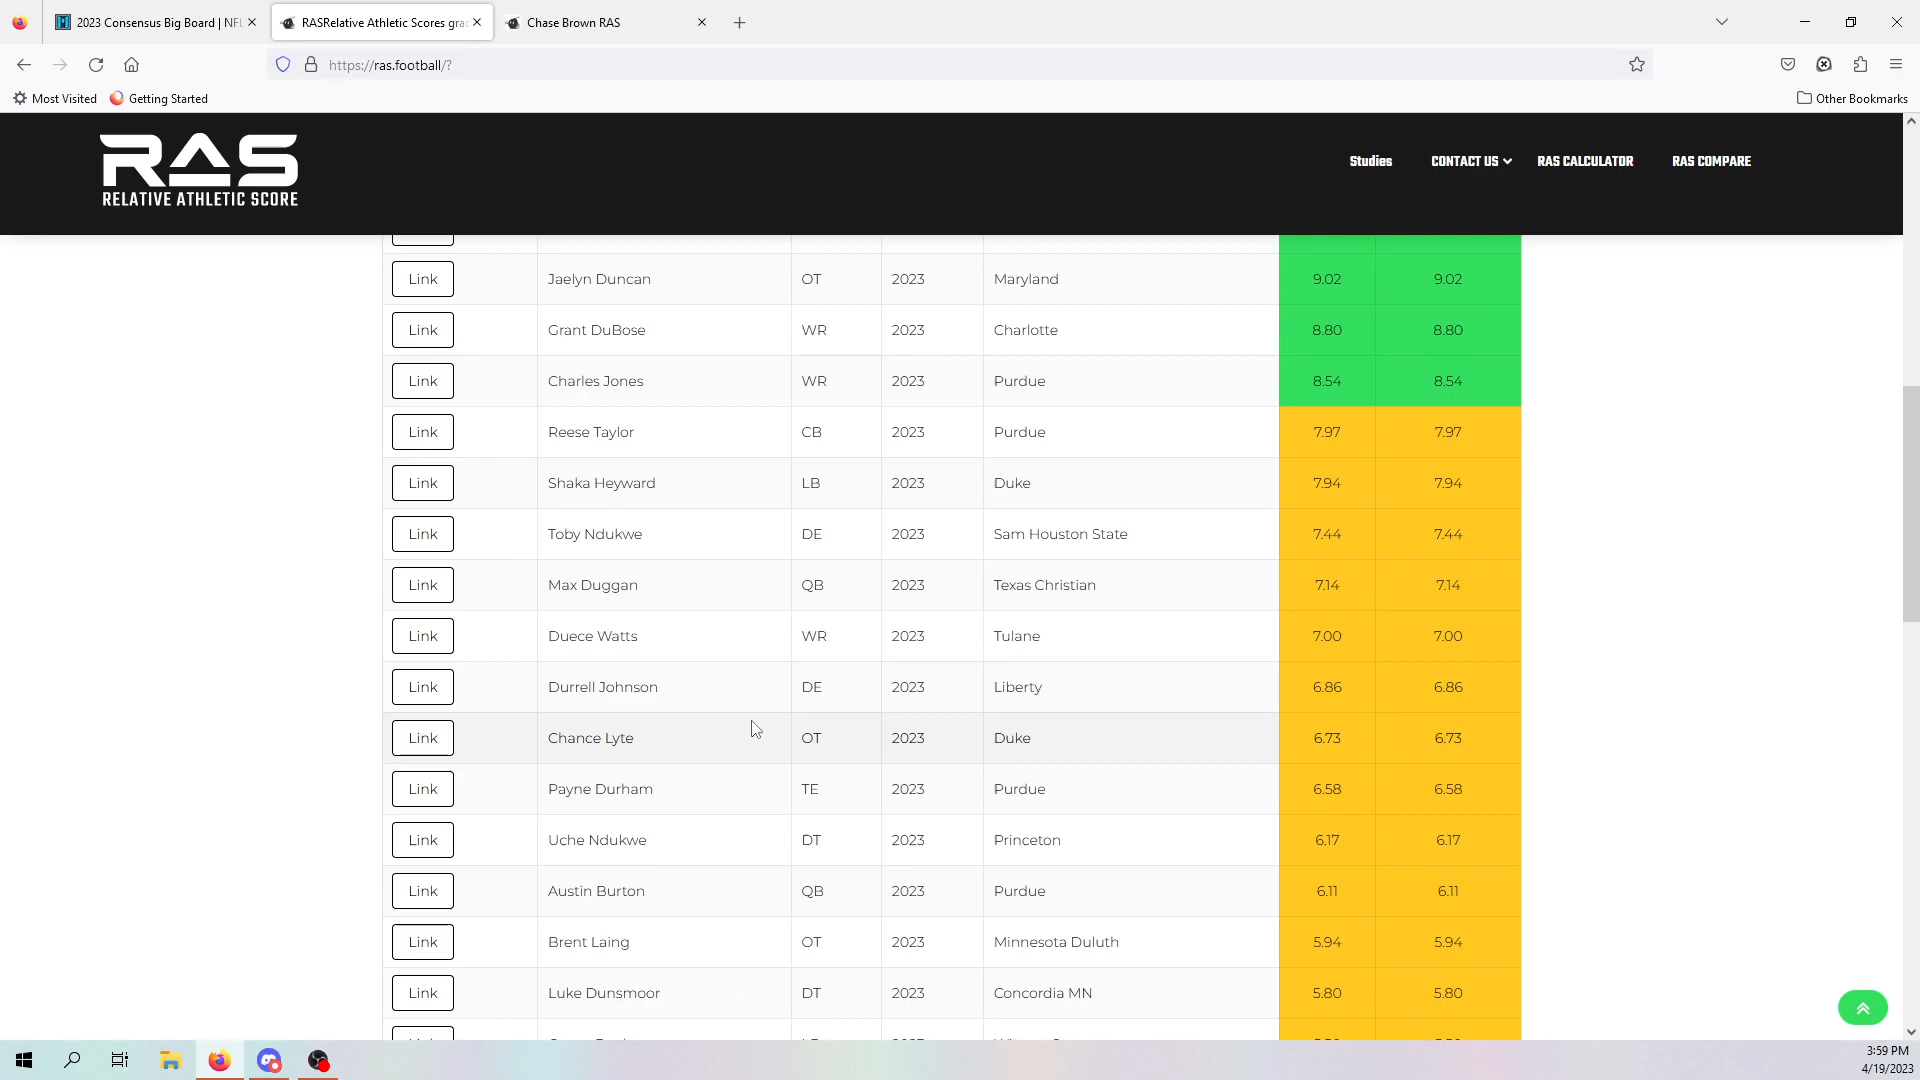 2023 Consensus Big Board | NFL
RASRelative Athletic Scores gra
Chase Brown RAS
https://ras.football/?
Most Visited
Getting Started
Other Bookmarks
RAS
RELATIVE ATHLETIC SCORE
Studies
CONTACT US
RAS CALCULATOR
RAS COMPARE
Link Jaelyn Duncan OT 2023 Maryland 9.02 9.02
Link Grant DuBose WR 2023 Charlotte 8.80 8.80
Link Charles Jones WR 2023 Purdue 8.54 8.54
Link Reese Taylor CB 2023 Purdue 7.97 7.97
Link Shaka Heyward LB 2023 Duke 7.94 7.94
Link Toby Ndukwe DE 2023 Sam Houston State 7.44 7.44
Link Max Duggan QB 2023 Texas Christian 7.14 7.14
Link Duece Watts WR 2023 Tulane 7.00 7.00
Link Durrell Johnson DE 2023 Liberty 6.86 6.86
Link Chance Lyte OT 2023 Duke 6.73 6.73
Link Payne Durham TE 2023 Purdue 6.58 6.58
Link Uche Ndukwe DT 2023 Princeton 6.17 6.17
Link Austin Burton QB 2023 Purdue 6.11 6.11
Link Brent Laing OT 2023 Minnesota Duluth 5.94 5.94
Link Luke Dunsmoor DT 2023 Concordia MN 5.80 5.80
3:59 PM
4/19/2023